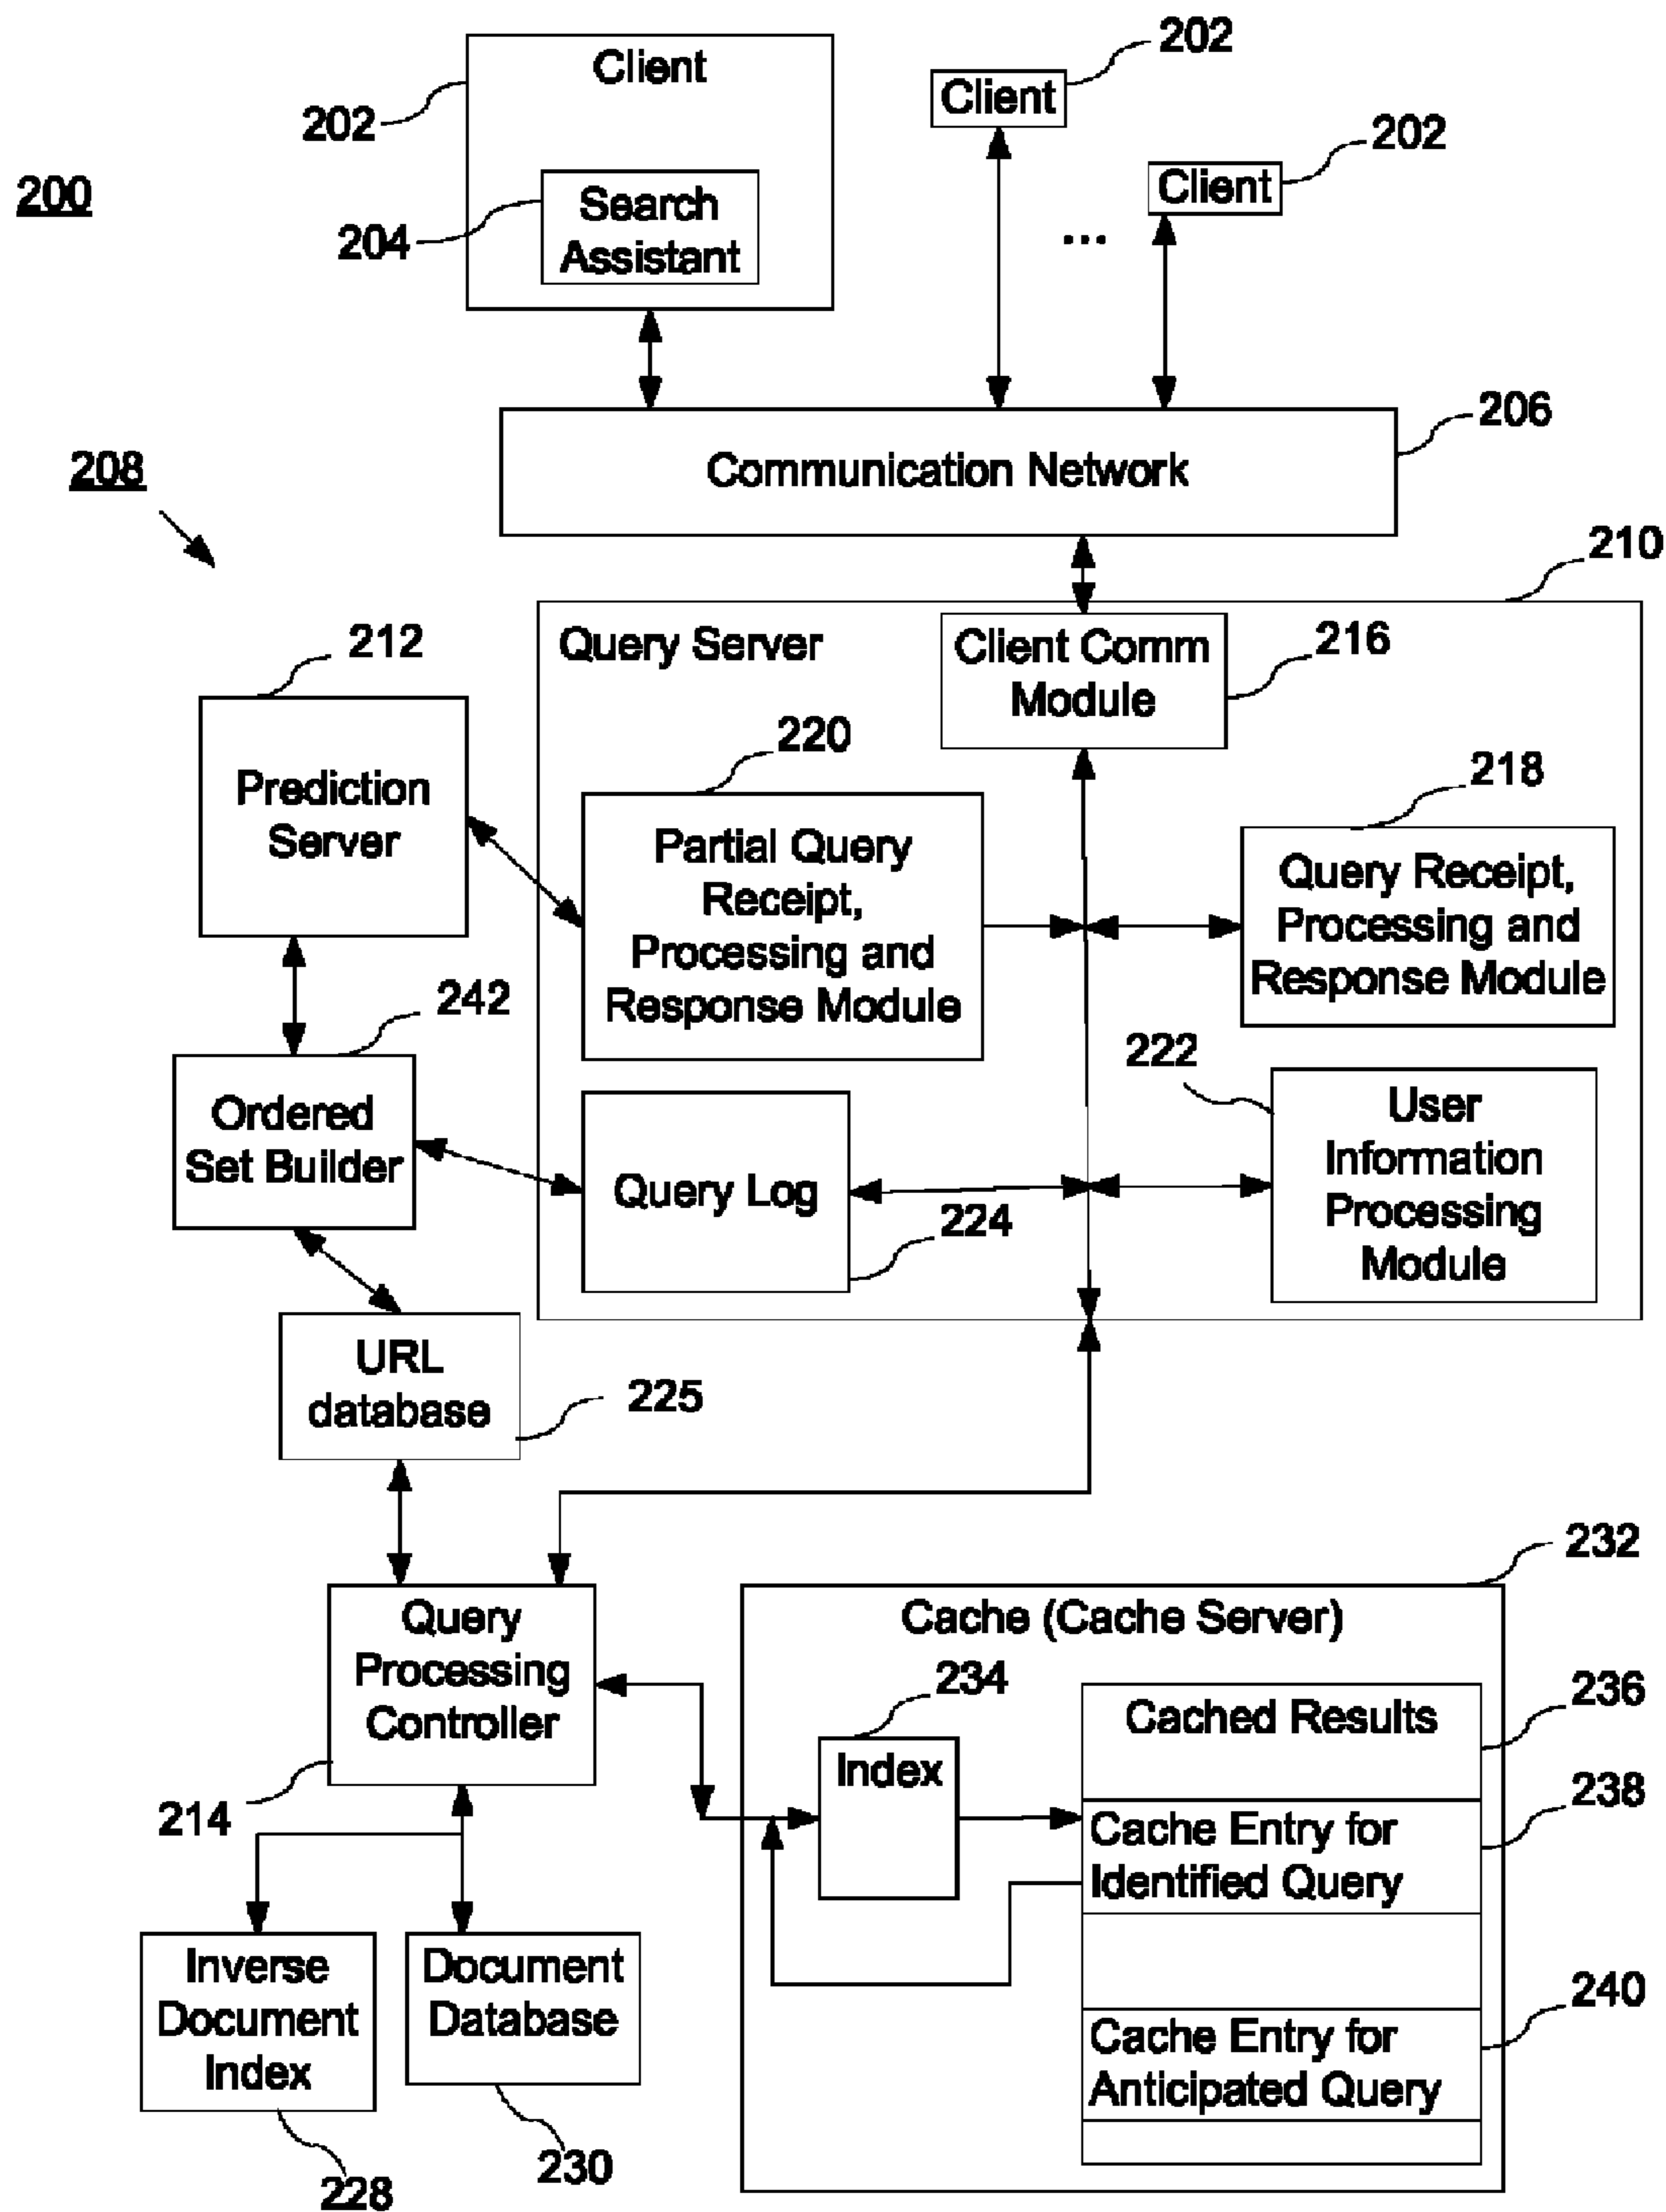 202
Client
202
Client
202
Client
200
204
Search
Assistant
...
206
Communication Network
208
210
Query Server
212
Client Comm
Module
216
220
218
Prediction
Server
Partial Query
Receipt,
Processing and
Response Module
Query Receipt,
Processing and
Response Module
242
222
Ordered
Set Builder
Query Log
224
User
Information
Processing
Module
URL
database
225
232
Query
Processing
Controller
Cache (Cache Server)
234
236
Index
Cached Results
238
214
Cache Entry for
Identified Query
Inverse
Document
Index
Document
Database
240
Cache Entry for
Anticipated Query
228
230